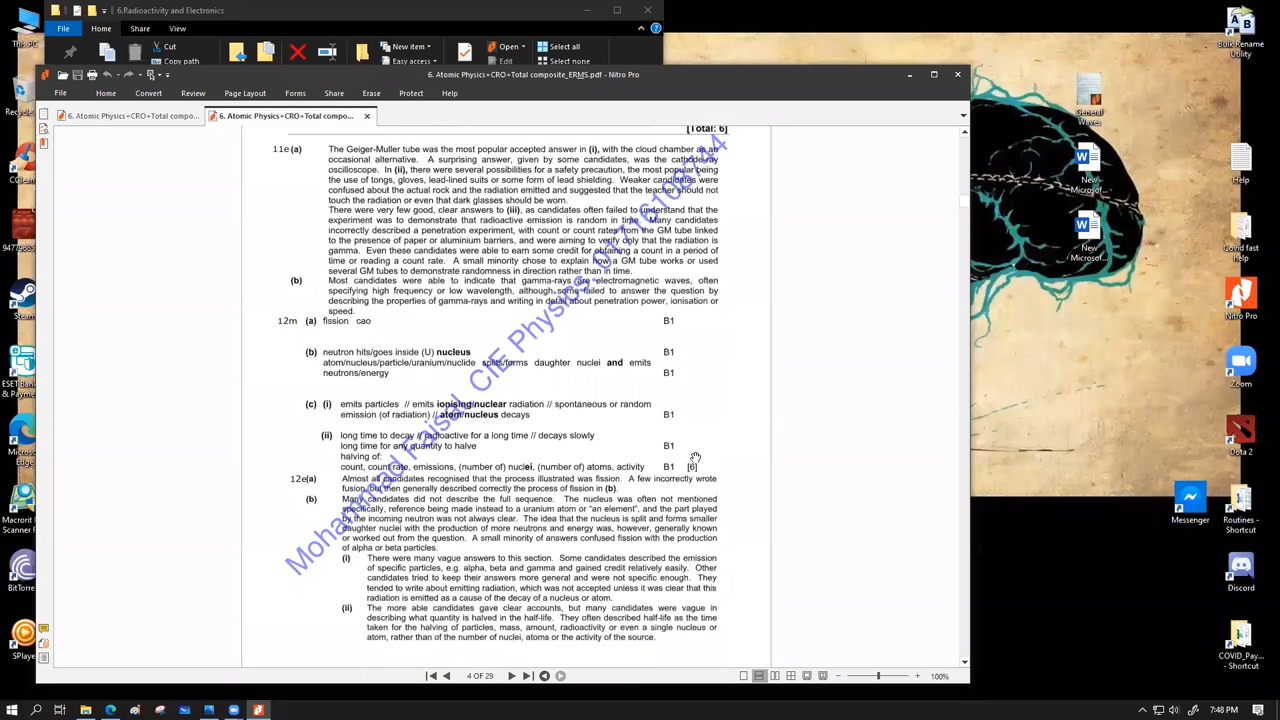 6.Radioactivity and Electronics
File Home Share View
Cut
Copy path
New item
Easy access
Open
Edit
Select all
Select none
6. Atomic Physics+CRO+Total composite_ERMS.pdf - Nitro Pro
File Home Convert Review Page Layout Forms Share Erase Protect Help
6. Atomic Physics+CRO+Total compo...
6. Atomic Physics+CRO+Total compo...
[Total: 6]
11e (a) The Geiger-Muller tube was the most popular accepted answer in (i), with the cloud chamber as an
occasional alternative. A surprising answer, given by some candidates, was the cathode-ray
oscilloscope. In (ii), there were several possibilities for a safety precaution, the most popular being
the use of tongs, gloves, lead-lined suits or some form of lead shielding. Weaker candidates were
confused about the actual rock and the radiation emitted and suggested that the teacher should not
touch the radiation or even that dark glasses should be worn.
There were very few good, clear answers to (iii), as candidates often failed to understand that the
experiment was to demonstrate that radioactive emission is random in time. Many candidates
incorrectly described a penetration experiment, with count or count rates from the GM tube linked
to the presence of paper or aluminium barriers, and were aiming to verify only that the radiation is
gamma. Even these candidates were able to earn some credit for obtaining a count in a period of
time or reading a count rate. A small minority chose to explain how a GM tube works or used
several GM tubes to demonstrate randomness in direction rather than in time.
(b) Most candidates were able to indicate that gamma-rays are electromagnetic waves, often
specifying high frequency or low wavelength, although some failed to answer the question by
describing the properties of gamma-rays and writing in detail about penetration power, ionisation or
speed.
12m (a) fission cao B1
(b) neutron hits/goes inside (U) nucleus B1
atom/nucleus/particle/uranium/nuclide splits/forms daughter nuclei and emits
neutrons/energy B1
(c) (i) emits particles // emits ionising/nuclear radiation // spontaneous or random
emission (of radiation) // atom/nucleus decays B1
(ii) long time to decay // radioactive for a long time // decays slowly
long time for any quantity to halve B1
halving of:
count, count rate, emissions, (number of) nuclei, (number of) atoms, activity B1 [6]
12e (a) Almost all candidates recognised that the process illustrated was fission. A few incorrectly wrote
fusion, but then generally described correctly the process of fission in (b).
(b) Many candidates did not describe the full sequence. The nucleus was often not mentioned
specifically, reference being made instead to a uranium atom or "an element", and the part played
by the incoming neutron was not always clear. The idea that the nucleus is split and forms smaller
daughter nuclei with the production of more neutrons and energy was, however, generally known
or worked out from the question. A small minority of answers confused fission with the production
of alpha or beta particles.
(i) There were many vague answers to this section. Some candidates described the emission
of specific particles, e.g. alpha, beta and gamma and gained credit relatively easily. Other
candidates tried to keep their answers more general and were not specific enough. They
tended to write about emitting radiation, which was not accepted unless it was clear that this
radiation is emitted as a cause of the decay of a nucleus or atom.
(ii) The more able candidates gave clear accounts, but many candidates were vague in
describing what quantity is halved in the half-life. They often described half-life as the time
taken for the halving of particles, mass, amount, radioactivity or even a single nucleus or
atom, rather than of the number of nuclei, atoms or the activity of the source.
Mohammad Faisal, CIE Physics,
4 OF 29
100%
This PC
Edge
Bulk Rename
Utility
General
Waves
New
Microsof...
New
Microsof...
Help
Covid fast
help
Nitro Pro
Zoom
Dota 2
Messenger
Routines -
Shortcut
Discord
COVID_Pay...
- Shortcut
7:48 PM